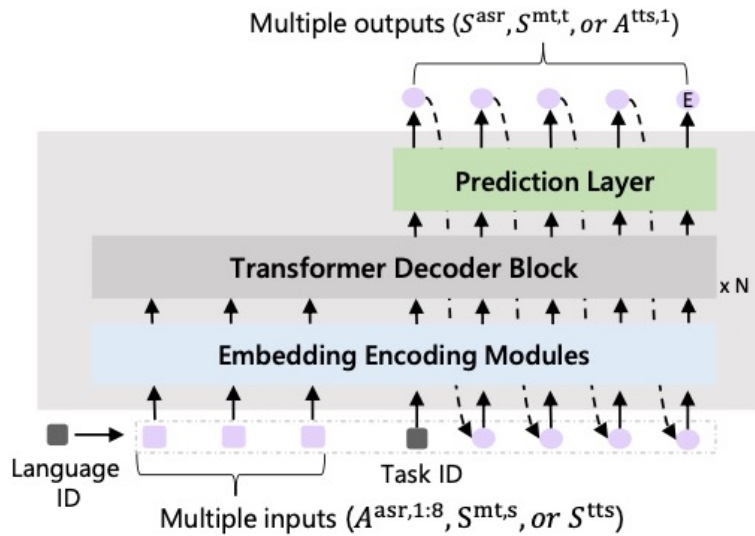 Multiple outputs (S^asr, S^mt,t, or A^tts,1)
E
Prediction Layer
Transformer Decoder Block
x N
Embedding Encoding Modules
Language ID
Task ID
Multiple inputs (A^asr,1:8, S^mt,s, or S^tts)